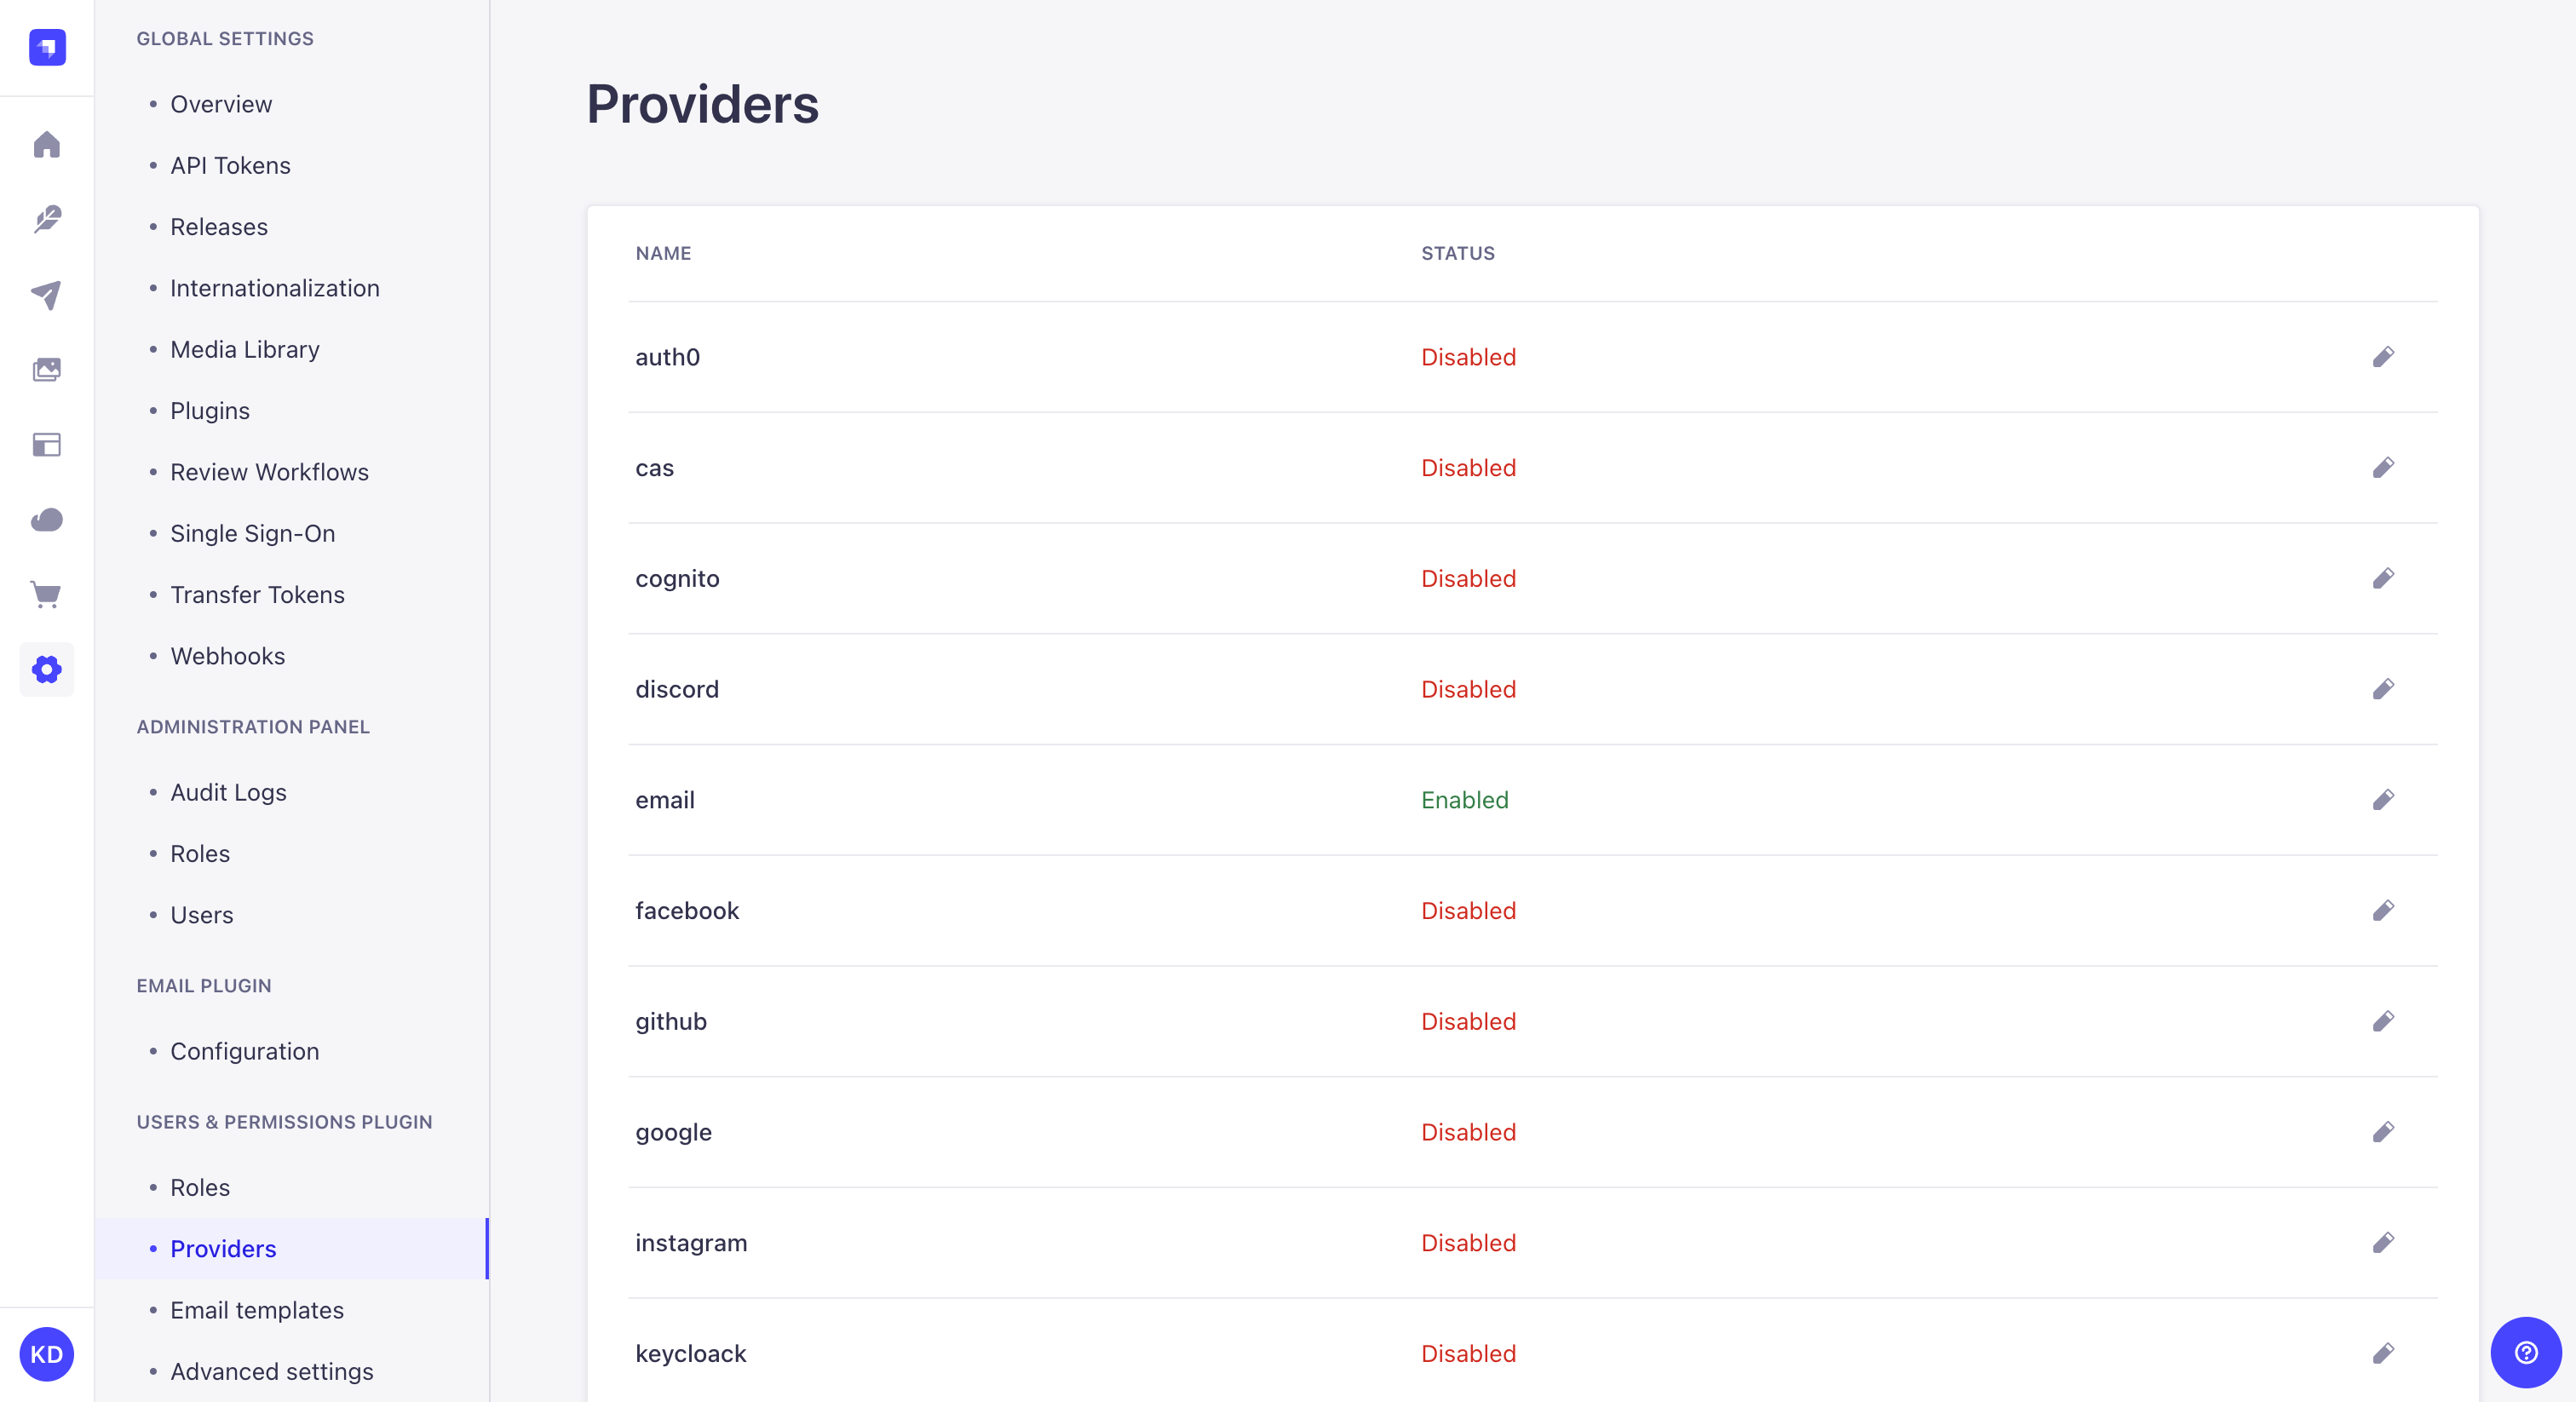 GLOBAL SETTINGS
Overview
API Tokens
Releases
Internationalization
Media Library
Plugins
Review Workflows
Single Sign-On
Transfer Tokens
Webhooks
ADMINISTRATION PANEL
Audit Logs
Roles
Users
EMAIL PLUGIN
Configuration
USERS & PERMISSIONS PLUGIN
Roles
Providers
Email templates
Advanced settings
KD
Providers
NAME STATUS
auth0 Disabled
cas Disabled
cognito Disabled
discord Disabled
email Enabled
facebook Disabled
github Disabled
google Disabled
instagram Disabled
keycloack Disabled